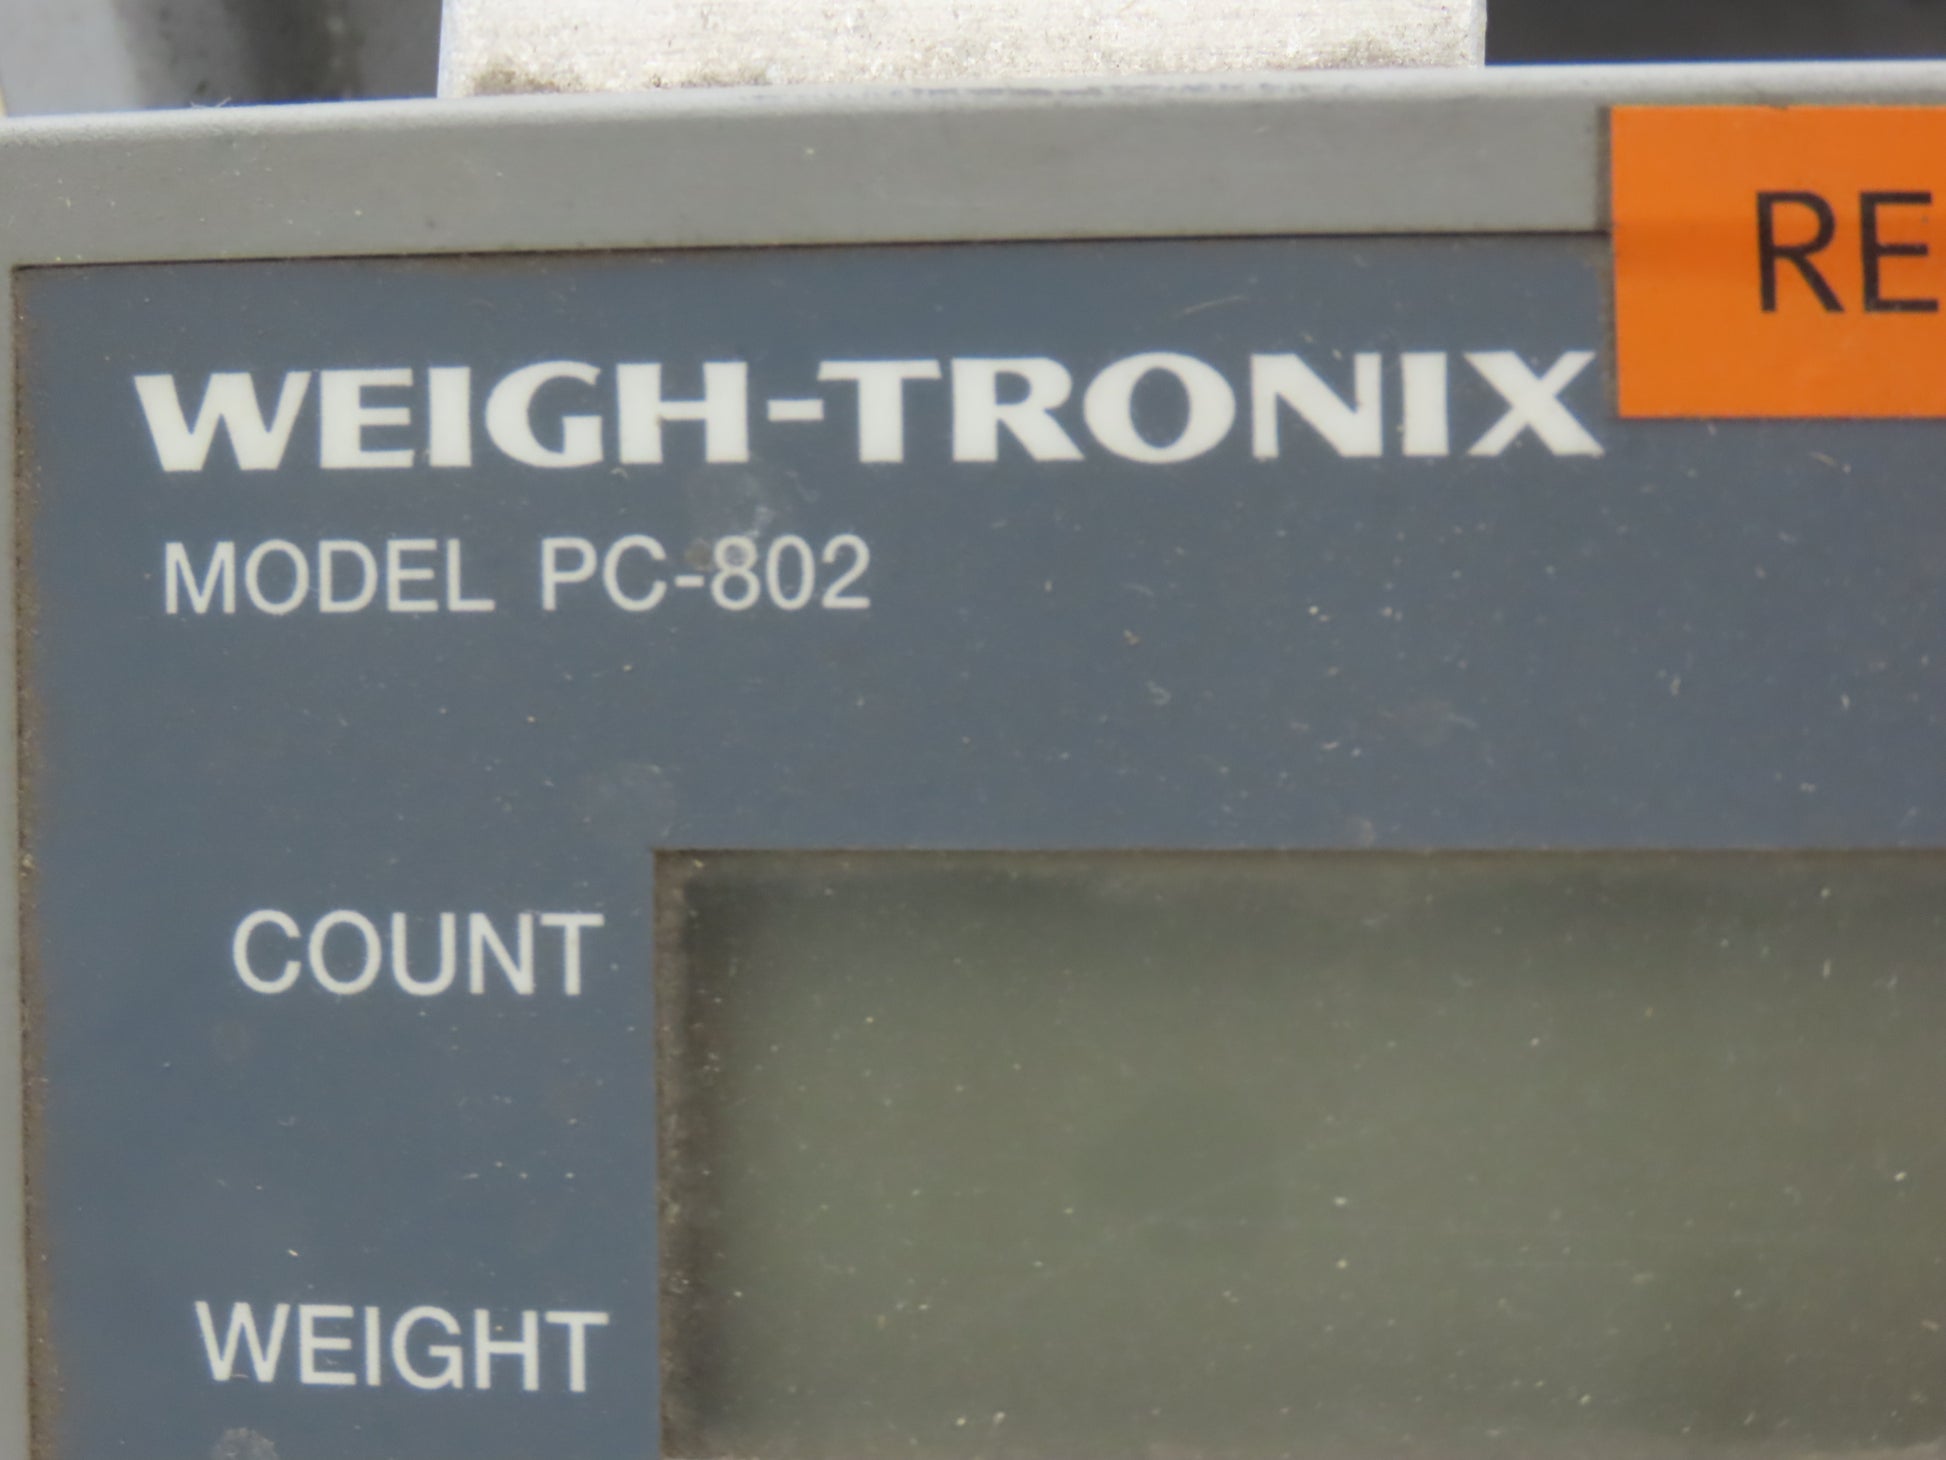 RE
WEIGH-TRONIX
MODEL PC-802
COUNT
WEIGHT